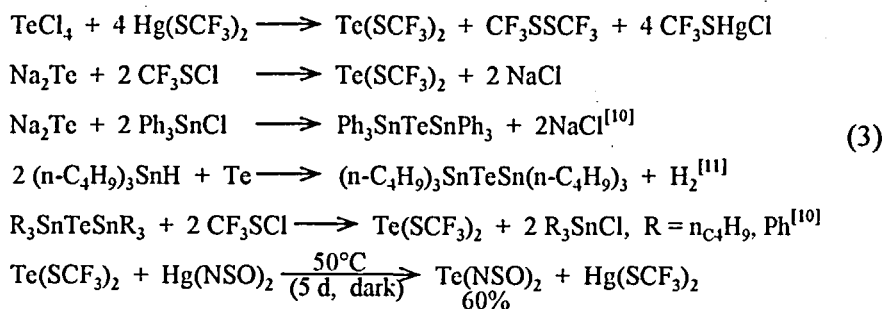 TeCl₄ + 4 Hg(SCF₃)₂ ⟶ Te(SCF₃)₂ + CF₃SSCF₃ + 4 CF₃SHgCl
Na₂Te + 2 CF₃SCl ⟶ Te(SCF₃)₂ + 2 NaCl
Na₂Te + 2 Ph₃SnCl ⟶ Ph₃SnTeSnPh₃ + 2NaCl[10]
(3)
2 (n-C₄H₉)₃SnH + Te ⟶ (n-C₄H₉)₃SnTeSn(n-C₄H₉)₃ + H₂[11]
R₃SnTeSnR₃ + 2 CF₃SCl ⟶ Te(SCF₃)₂ + 2 R₃SnCl, R = nC₄H₉, Ph[10]
Te(SCF₃)₂ + Hg(NSO)₂ 50°C ⟶ (5 d, dark) Te(NSO)₂ + Hg(SCF₃)₂
60%